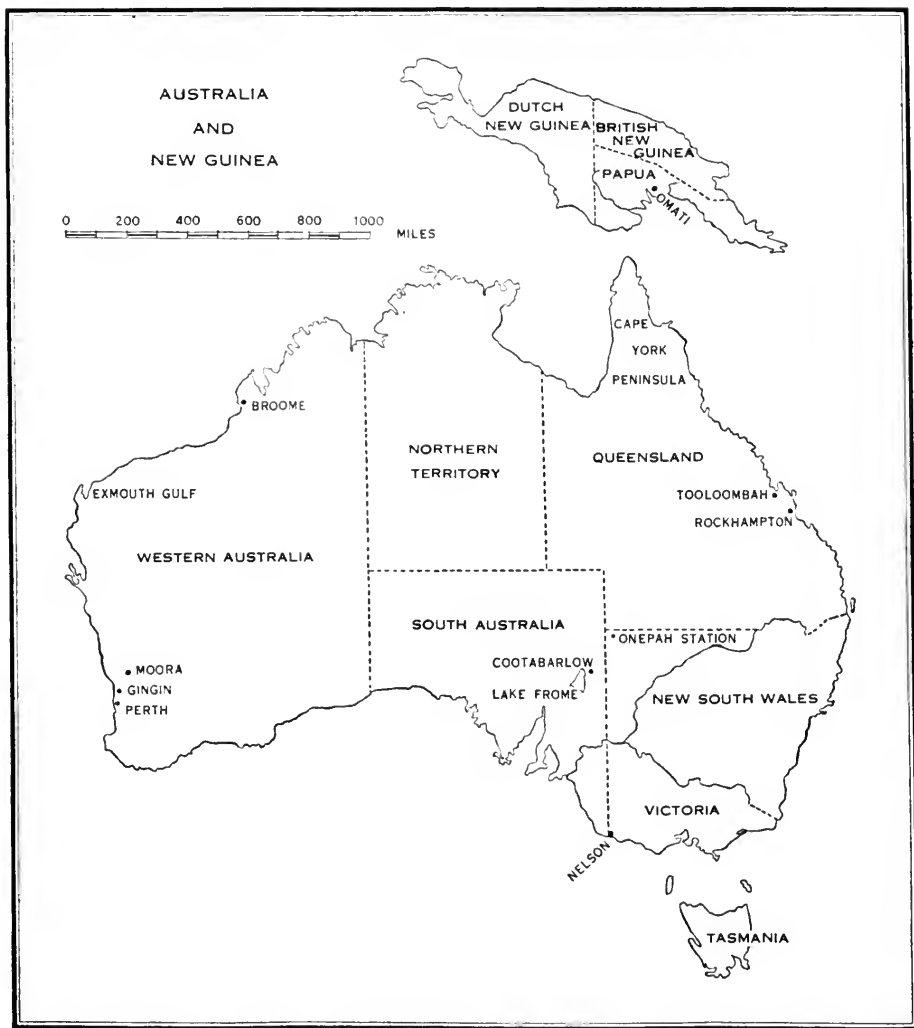 AUSTRALIA
AND
NEW GUINEA
0 200 400 600 800 1000
MILES
DUTCH
NEW GUINEA
BRITISH
NEW
GUINEA
PAPUA
OMATI
CAPE
YORK
PENINSULA
BROOME
NORTHERN
TERRITORY
QUEENSLAND
EXMOUTH GULF
TOOLOOMBAH
ROCKHAMPTON
WESTERN AUSTRALIA
SOUTH AUSTRALIA
ONEPAH STATION
COOTABARLOW
LAKE FROME
MOORA
GINGIN
PERTH
NEW SOUTH WALES
VICTORIA
NELSON
TASMANIA